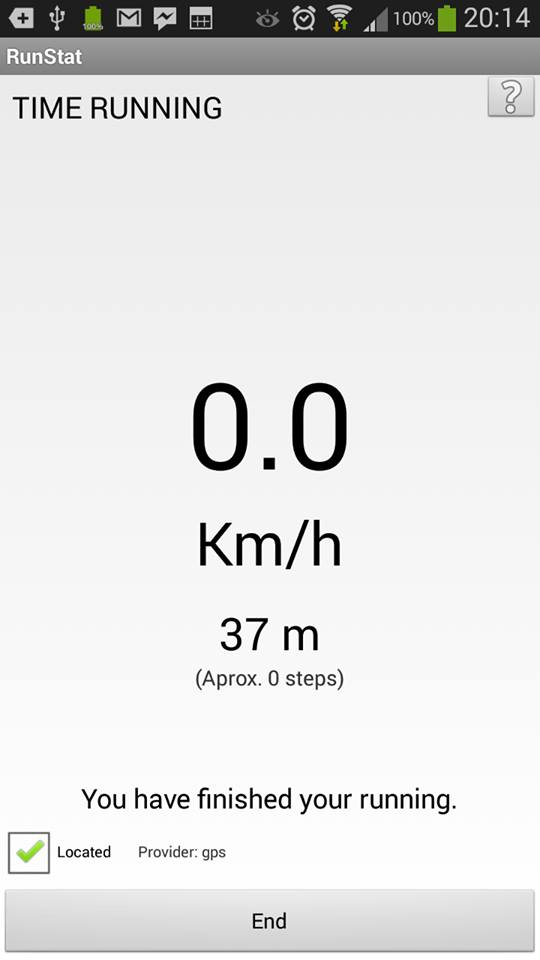 100%
100%
20:14
RunStat
TIME RUNNING
?
0.0
Km/h
37 m
(Aprox. 0 steps)
You have finished your running.
Located
Provider: gps
End